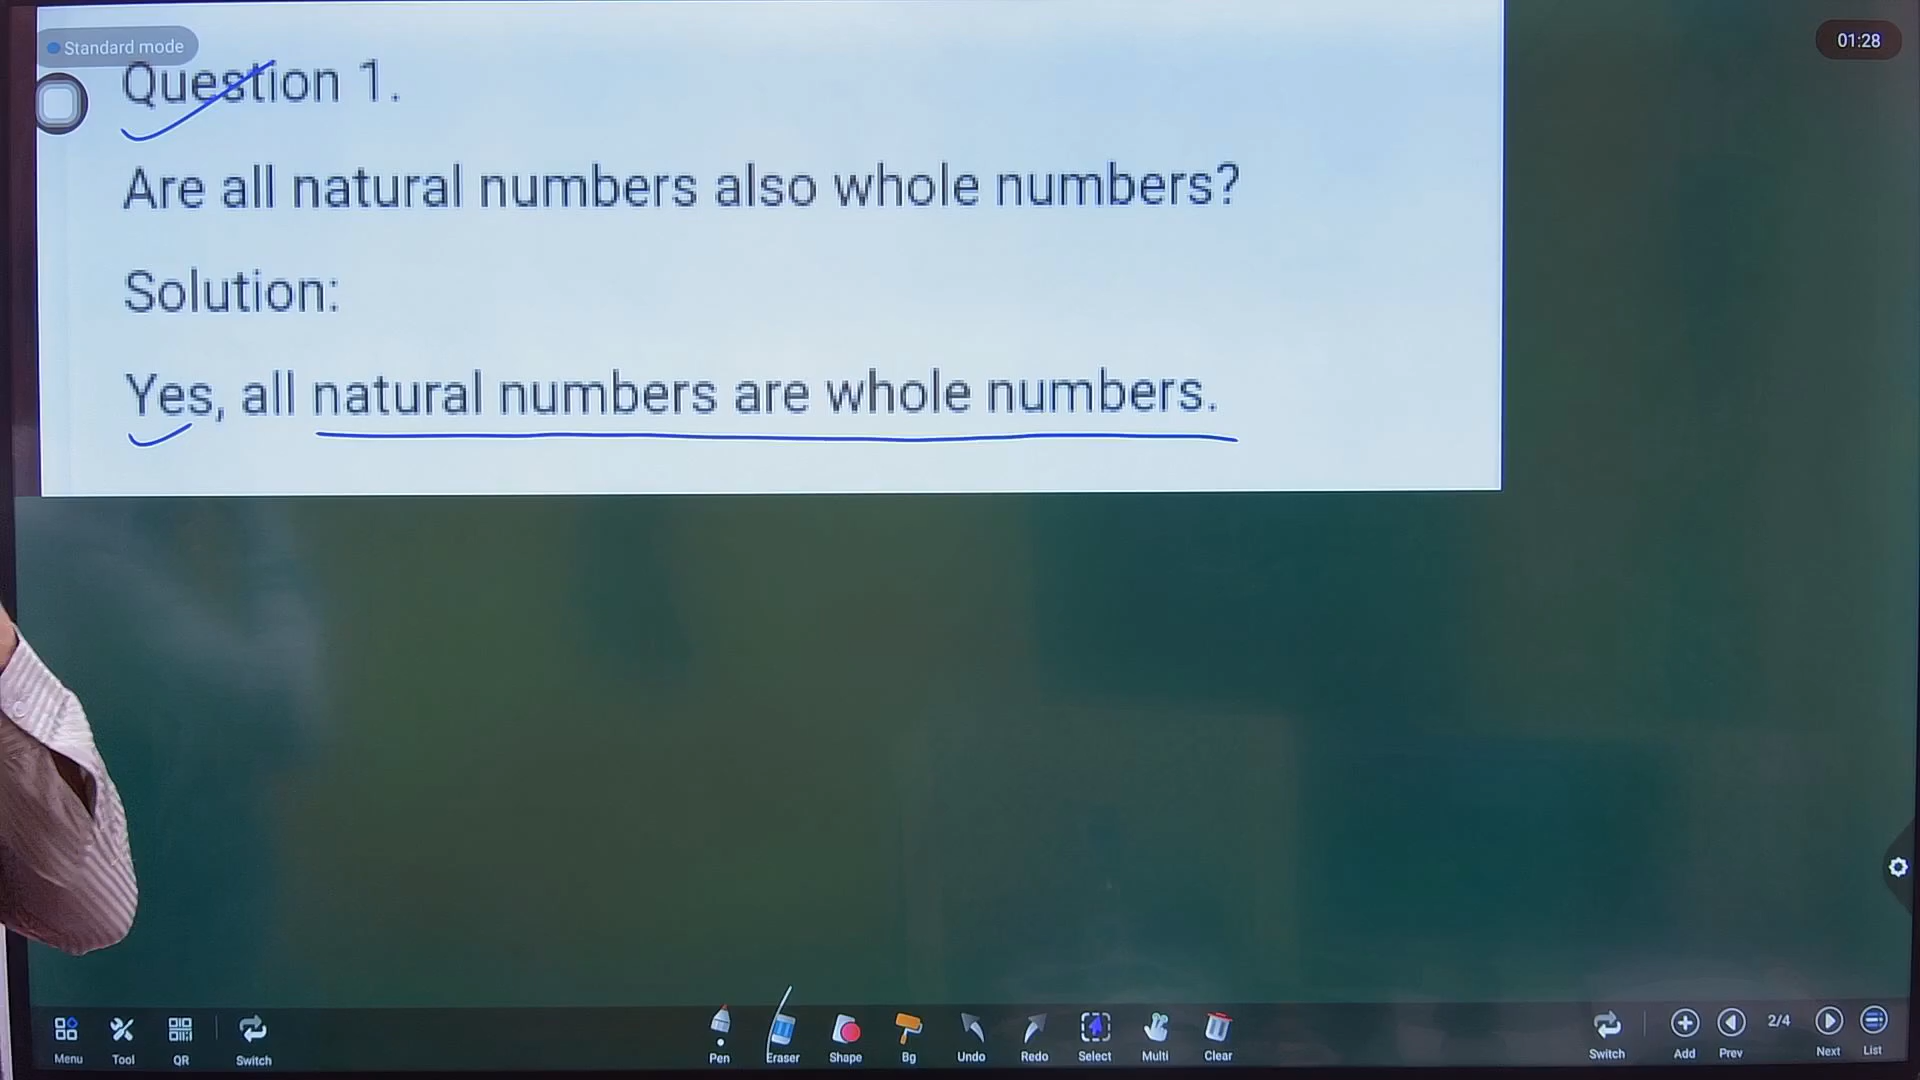 Standard mode
01:28
Question 1.
Are all natural numbers also whole numbers?
Solution:
Yes, all natural numbers are whole numbers.
Menu Tool QR Switch Pen Eraser Shape Bg Undo Redo Select Multi Clear Switch Add Prev 2/4 Next List